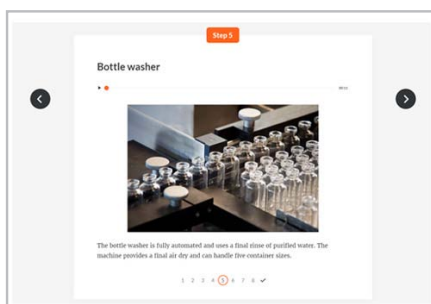 Step 5
Bottle washer
The bottle washer is fully automated and uses a final rinse of purified water. The
machine provides a final air dry and can handle five container sizes.
1 2 3 4 5 6 7 8